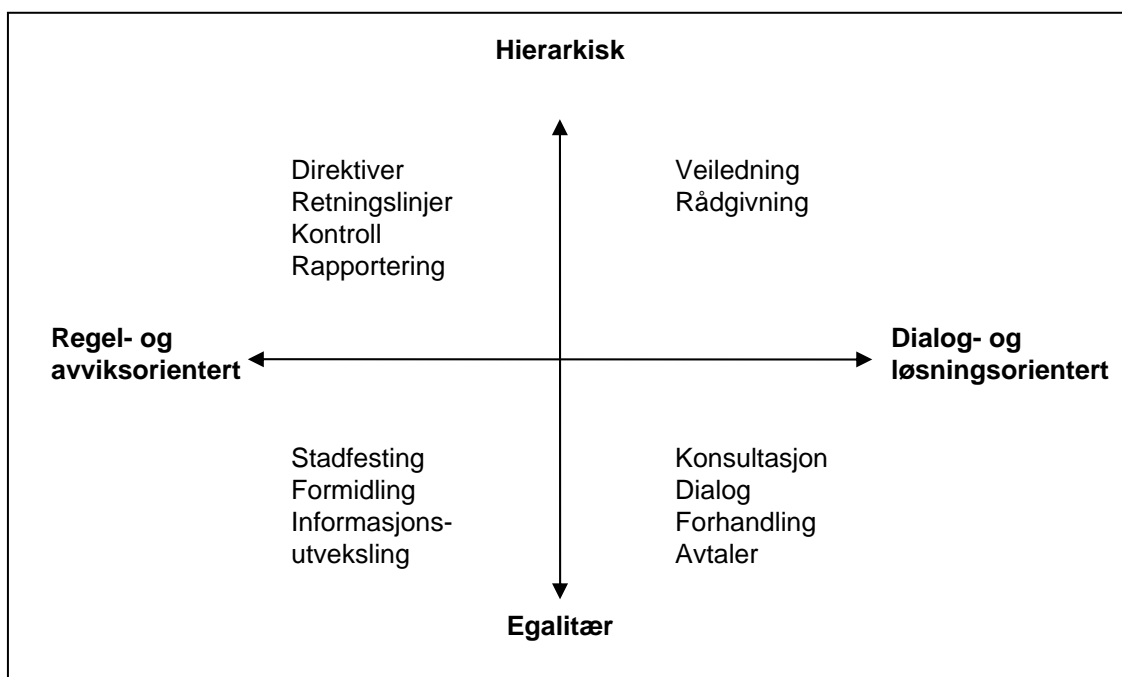 Hierarkisk
Direktiver
Retningslinjer
Kontroll
Rapportering
Veiledning
Rådgivning
Regel- og
avviksorientert
Dialog- og
løsningsorientert
Stadfesting
Formidling
Informasjons-
utveksling
Konsultasjon
Dialog
Forhandling
Avtaler
Egalitær